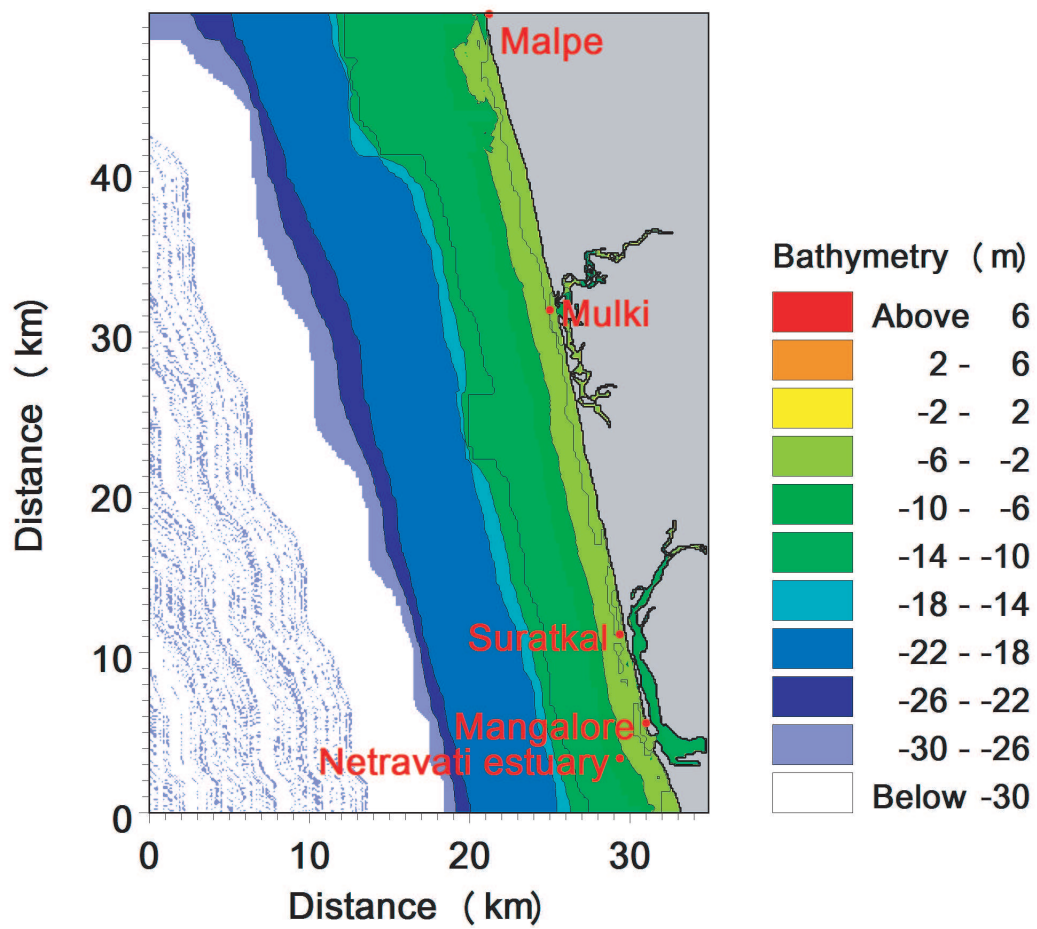 Malpe
Mulki
Suratkal
Mangalore
Netravati estuary
40
30
20
10
0
Distance (km)
0 10 20 30
Distance (km)
Bathymetry (m)
Above 6
2 - 6
-2 - 2
-6 - -2
-10 - -6
-14 - -10
-18 - -14
-22 - -18
-26 - -22
-30 - -26
Below -30